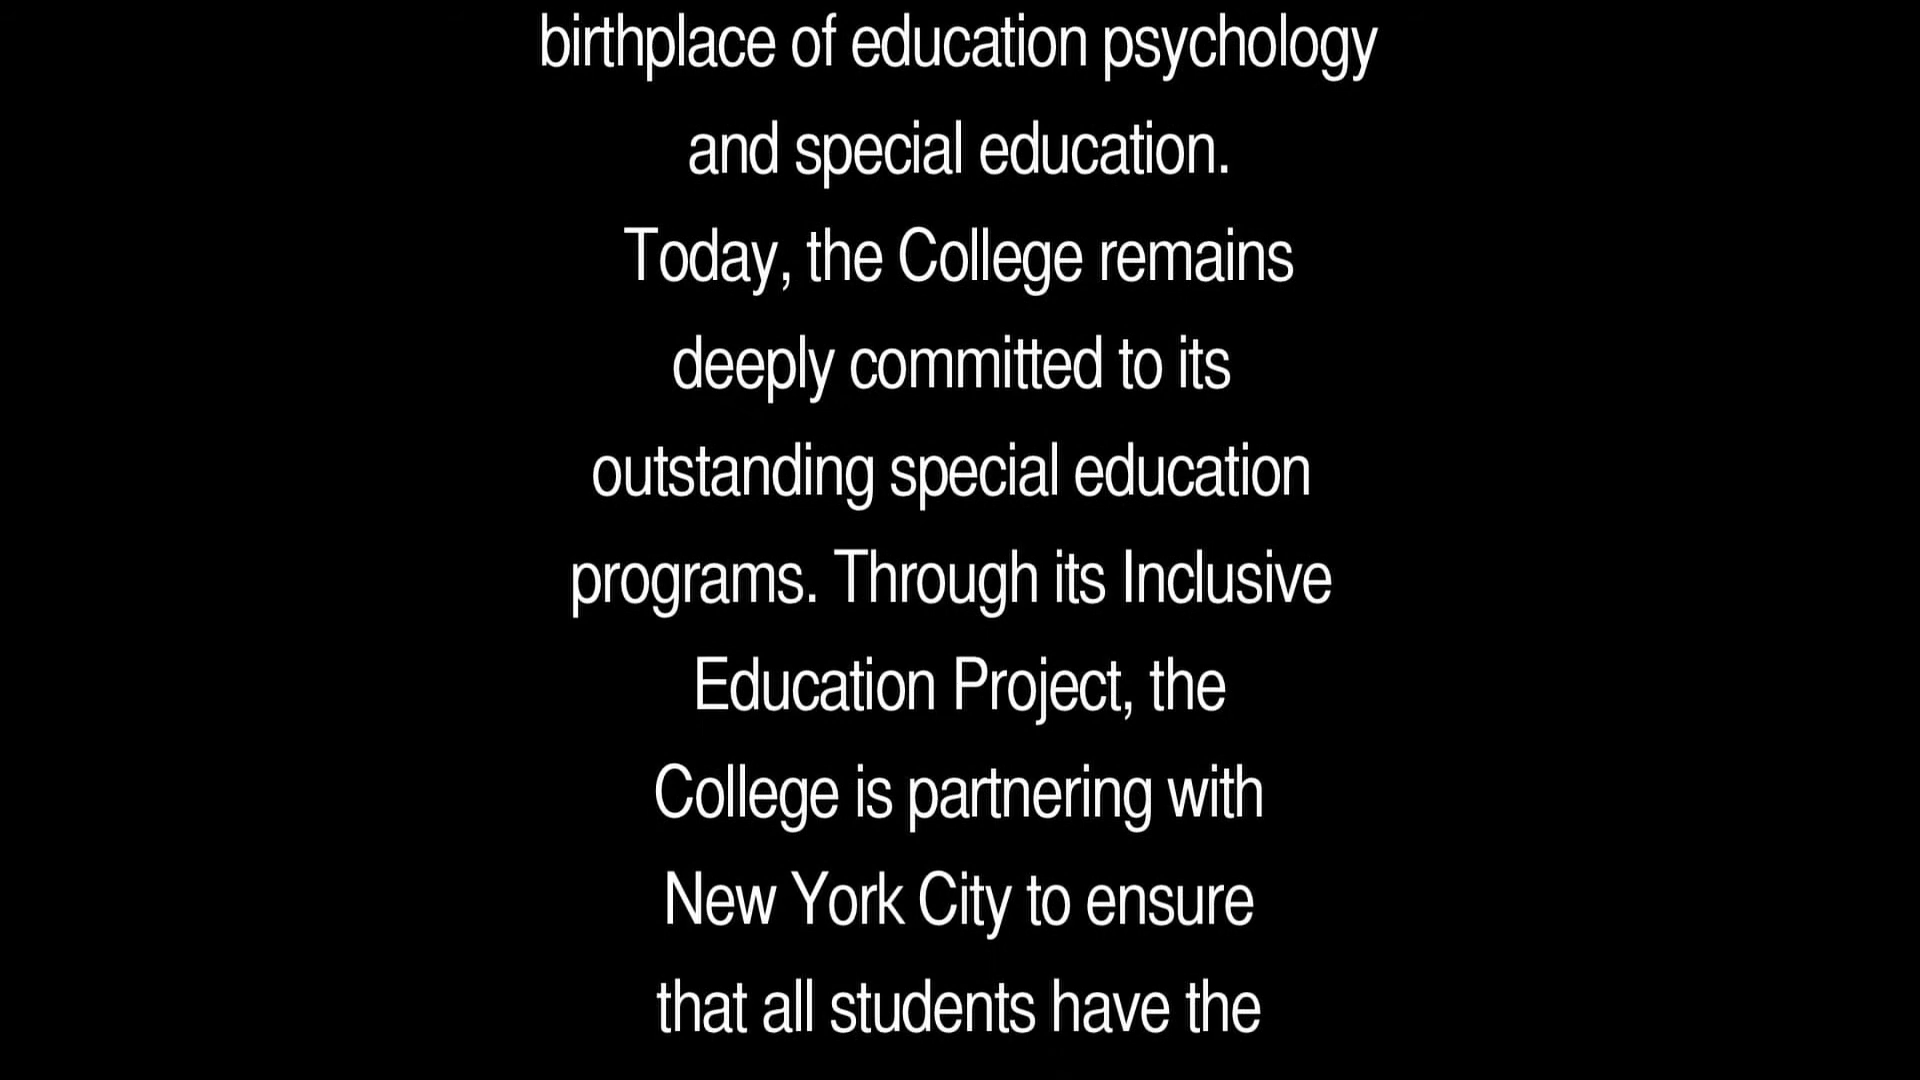 birthplace of education psychology
and special education.
Today, the College remains
deeply committed to its
outstanding special education
programs. Through its Inclusive
Education Project, the
College is partnering with
New York City to ensure
that all students have the